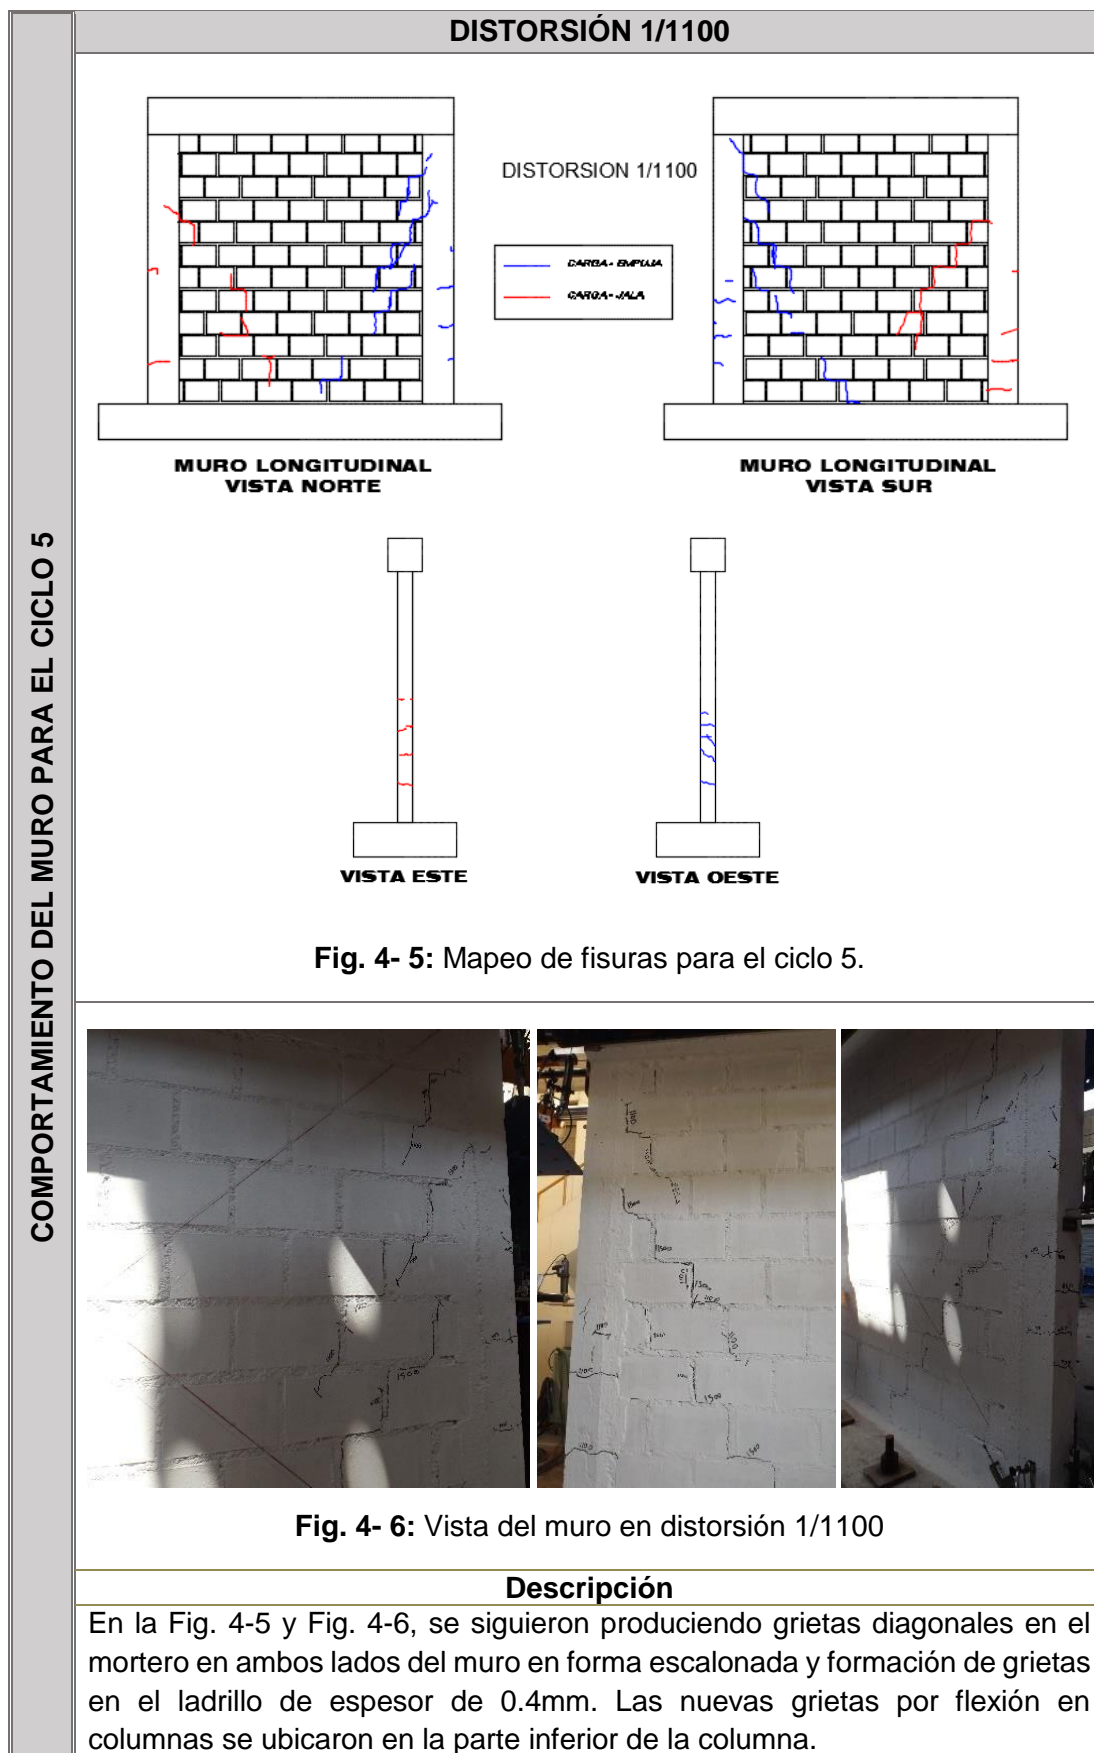 DISTORSIÓN 1/1100
COMPORTAMIENTO DEL MURO PARA EL CICLO 5
DISTORSION 1/1100
CARGA - EMPUJA
CARGA - JALA
MURO LONGITUDINAL
VISTA NORTE
MURO LONGITUDINAL
VISTA SUR
VISTA ESTE
VISTA OESTE
Fig. 4- 5: Mapeo de fisuras para el ciclo 5.
1500
1500
1500
Fig. 4- 6: Vista del muro en distorsión 1/1100
Descripción
En la Fig. 4-5 y Fig. 4-6, se siguieron produciendo grietas diagonales en el
mortero en ambos lados del muro en forma escalonada y formación de grietas
en el ladrillo de espesor de 0.4mm. Las nuevas grietas por flexión en
columnas se ubicaron en la parte inferior de la columna.